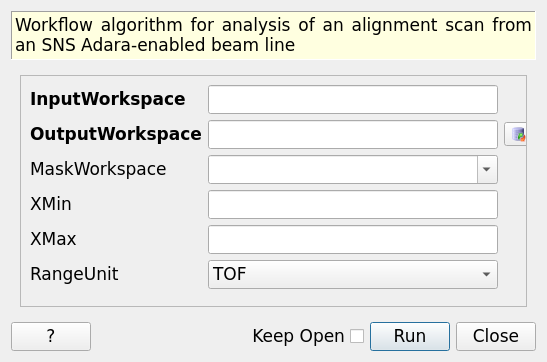 Workflow algorithm for analysis of an alignment scan from
an SNS Adara-enabled beam line
InputWorkspace
OutputWorkspace
MaskWorkspace
XMin
XMax
RangeUnit TOF
? Keep Open Run Close